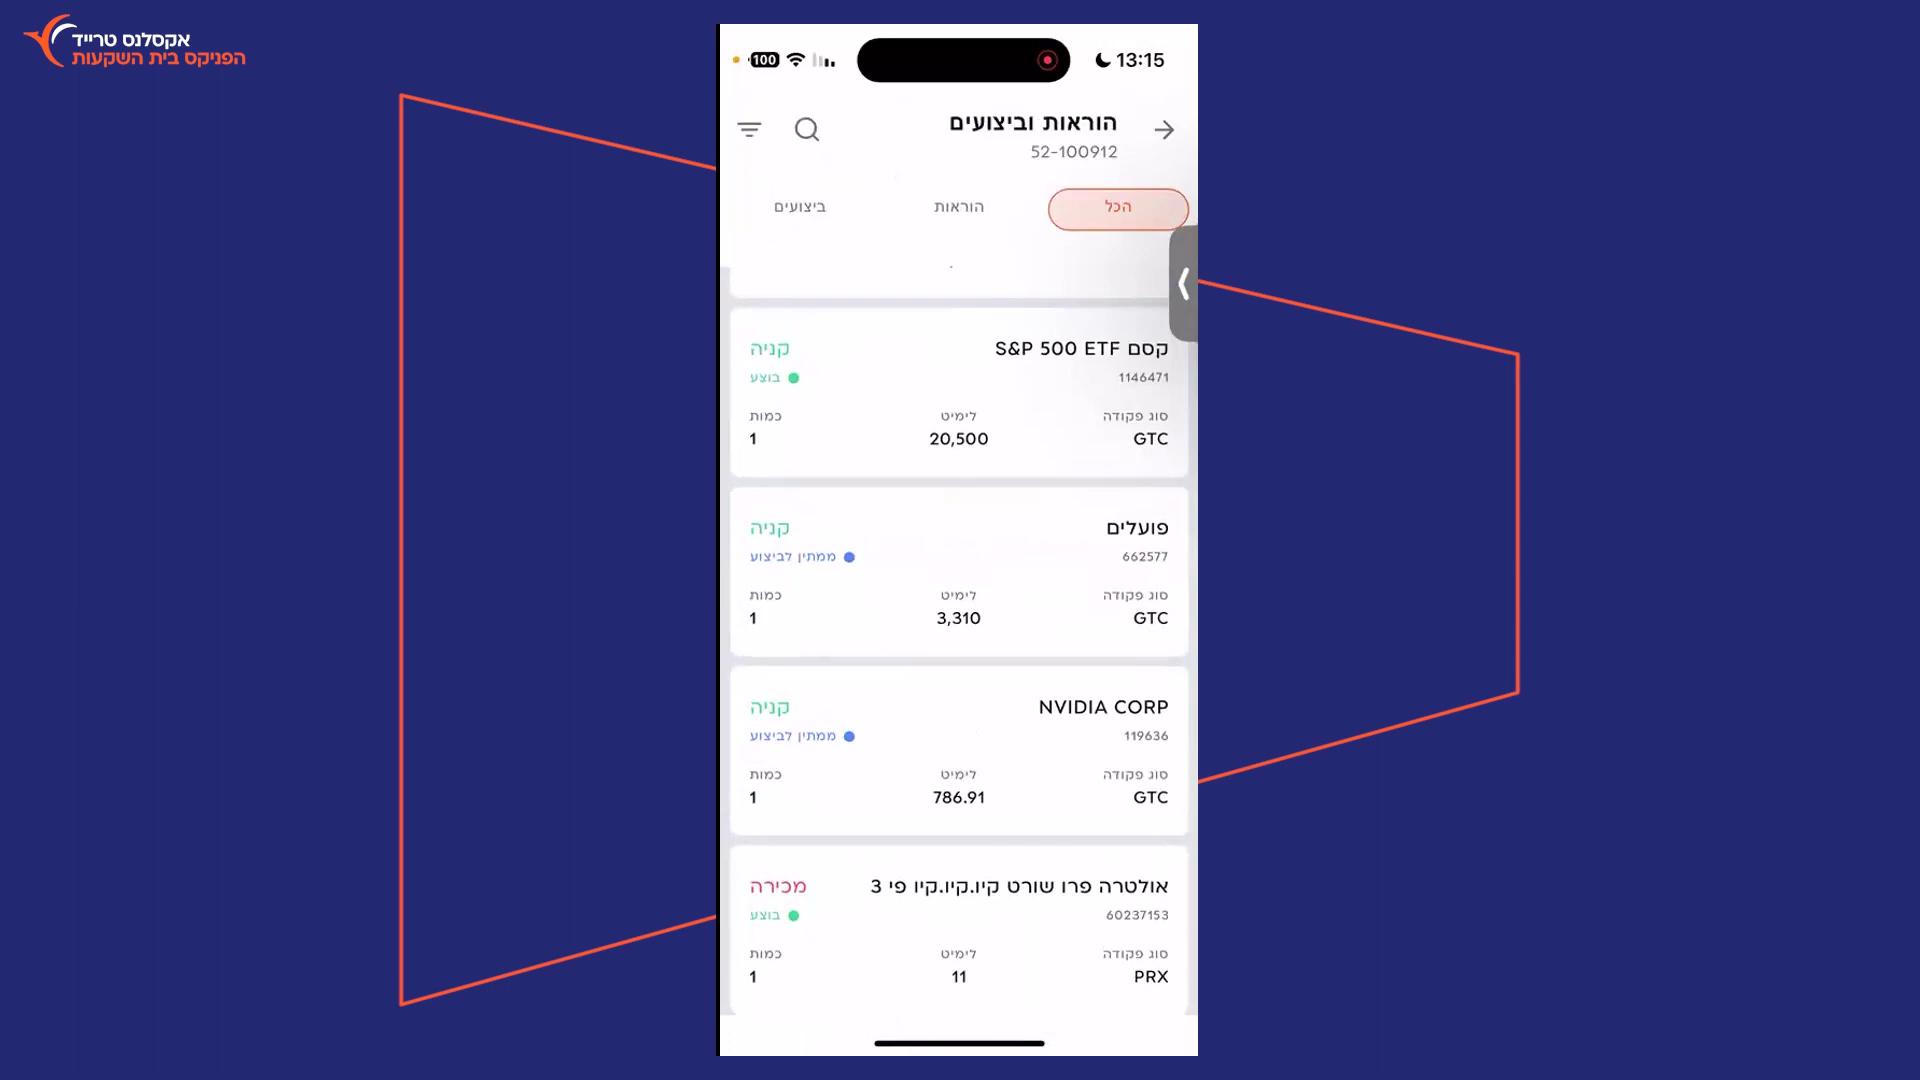 אקסלנס טרייד
הפניקס בית השקעות
100
13:15
הוראות וביצועים
52-100912
הכל
הוראות
ביצועים
קסם S&P 500 ETF
קניה
1146471
בוצע
סוג פקודה
לימיט
כמות
GTC
20,500
1
פועלים
קניה
662577
ממתין לביצוע
סוג פקודה
לימיט
כמות
GTC
3,310
1
NVIDIA CORP
קניה
119636
ממתין לביצוע
סוג פקודה
לימיט
כמות
GTC
786.91
1
אולטרה פרו שורט קיו.קיו.קיו פי 3
מכירה
60237153
בוצע
סוג פקודה
לימיט
כמות
PRX
11
1